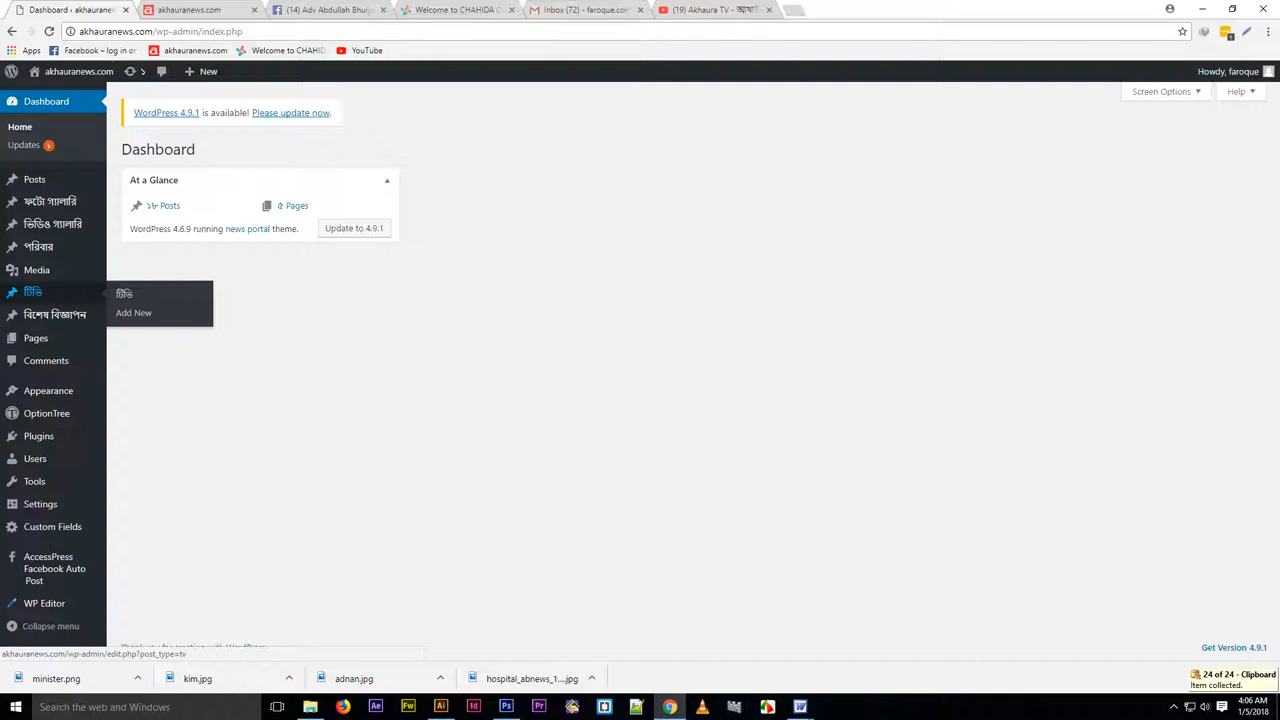 Dashboard ‹ akhauranews
akhauranews.com
(14) Adv Abdullah Bhuiy
Welcome to CHAHIDA O
Inbox (72) - faroque.com
(19) Akhaura TV -
akhauranews.com/wp-admin/index.php
Apps
Facebook – log in or
akhauranews.com
Welcome to CHAHID
YouTube
akhauranews.com
New
Howdy, faroque
Dashboard
Home
Updates
Posts
ফটো গ্যালারি
ভিডিও গ্যালারি
পরিবার
Media
টিভি
বিশেষ বিজ্ঞাপন
Pages
Comments
Appearance
OptionTree
Plugins
Users
Tools
Settings
Custom Fields
AccessPress
Facebook Auto
Post
WP Editor
Collapse menu
টিভি
Add New
Screen Options
Help
WordPress 4.9.1 is available! Please update now.
Dashboard
At a Glance
১৮ Posts
৫ Pages
WordPress 4.6.9 running news portal theme.
Update to 4.9.1
Get Version 4.9.1
akhauranews.com/wp-admin/edit.php?post_type=tv
minister.png
kim.jpg
adnan.jpg
hospital_abnews_1....jpg
24 of 24 - Clipboard
Item collected.
Search the web and Windows
4:06 AM
1/5/2018